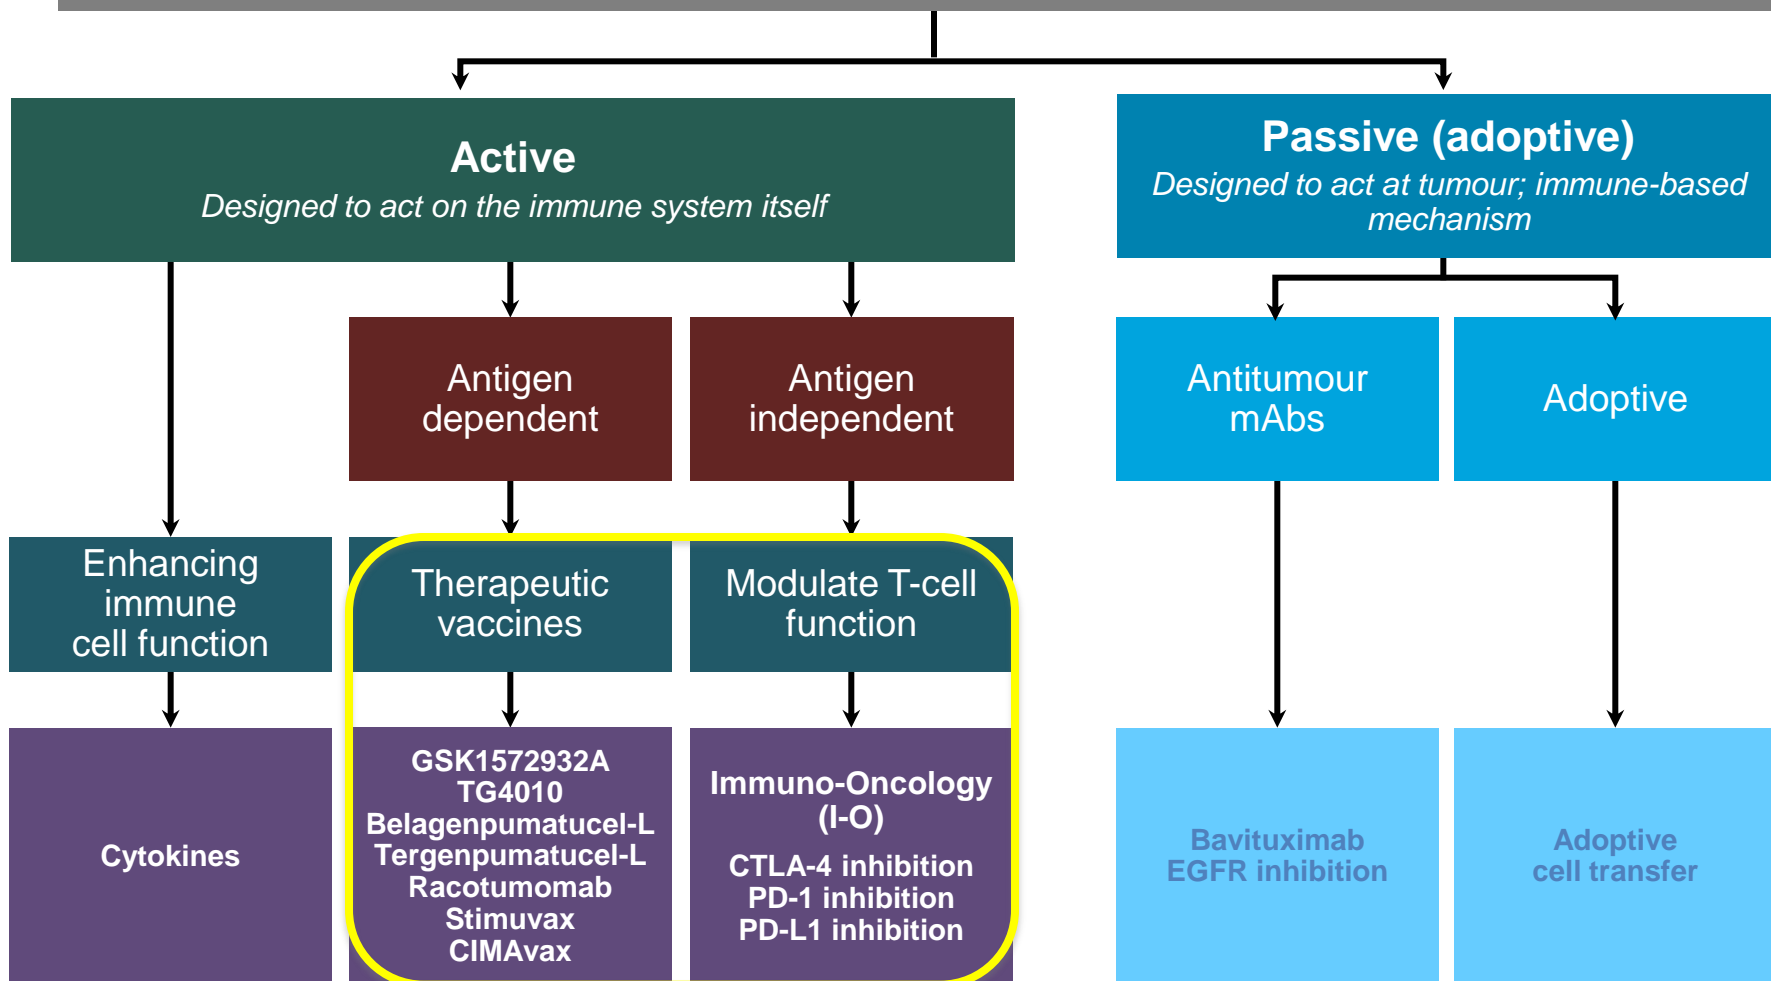 Active
Designed to act on the immune system itself
Passive (adoptive)
Designed to act at tumour; immune-based
mechanism
Antigen
dependent
Antigen
independent
Antitumour
mAbs
Adoptive
Enhancing
immune
cell function
Therapeutic
vaccines
Modulate T-cell
function
Cytokines
GSK1572932A
TG4010
Belagenpumatucel-L
Tergenpumatucel-L
Racotumomab
Stimuvax
CIMAvax
Immuno-Oncology
(I-O)
CTLA-4 inhibition
PD-1 inhibition
PD-L1 inhibition
Bavituximab
EGFR inhibition
Adoptive
cell transfer